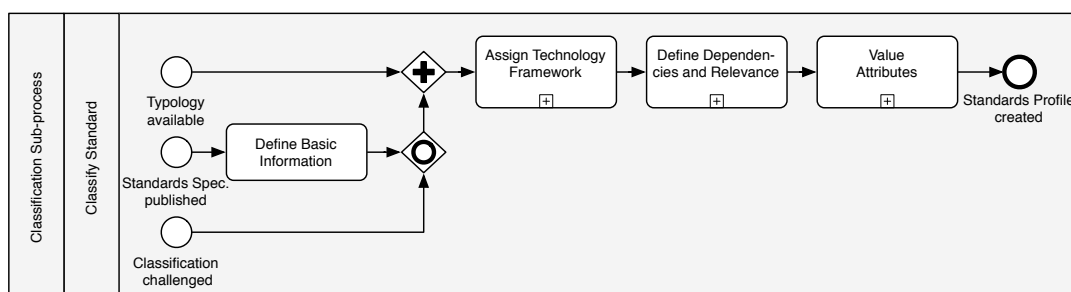 Classification Sub-process
Classify Standard
Typology
available
Standards Spec.
published
Classification
challenged
Define Basic
Information
Assign Technology
Framework
Define Dependen-
cies and Relevance
Value
Attributes
Standards Profile
created